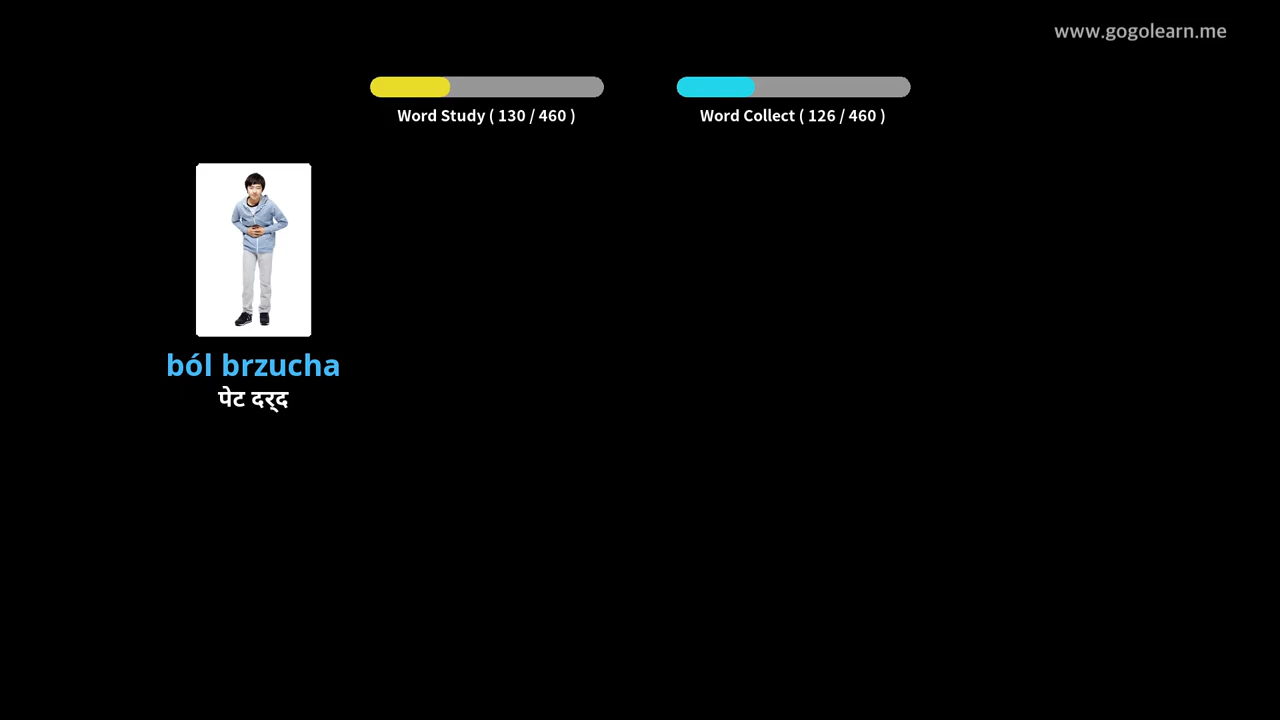 www.gogolearn.me
Word Study ( 130 / 460 )
Word Collect ( 126 / 460 )
ból brzucha
पेट दर्द